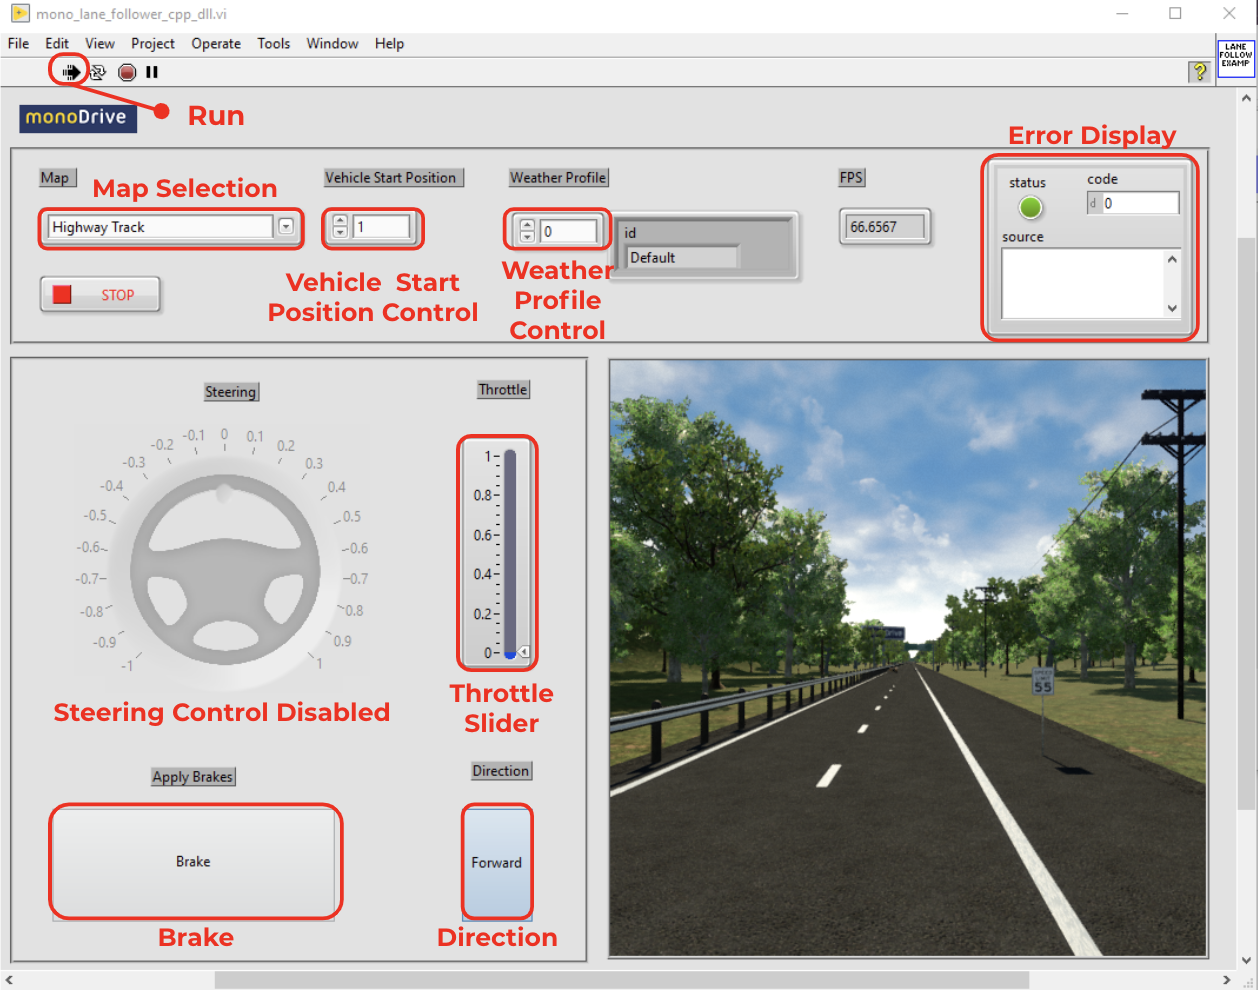 mono_lane_follower_cpp_dll.vi
File Edit View Project Operate Tools Window Help
LANE
FOLLOW
EXAMP
?
monoDrive
Run
Error Display
Map
Map Selection
Vehicle Start Position
Weather Profile
FPS
status
code
Highway Track
1
0
id
Default
66.6567
d 0
source
STOP
Vehicle Start
Position Control
Weather
Profile
Control
Steering
Throttle
-1
-0.9
-0.8
-0.7
-0.6
-0.5
-0.4
-0.3
-0.2
-0.1
0
0.1
0.2
0.3
0.4
0.5
0.6
0.7
0.8
0.9
1
1
0.8
0.6
0.4
0.2
0
Steering Control Disabled
Throttle
Slider
Apply Brakes
Direction
Brake
Forward
Brake
Direction
Drive
SPEED
LIMIT
55